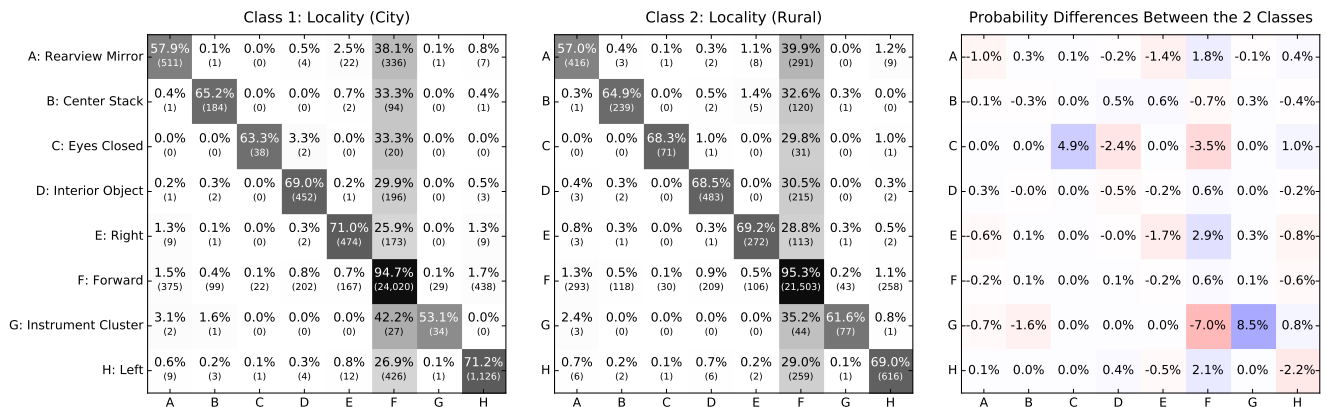 Class 1: Locality (City) Class 2: Locality (Rural) Probability Differences Between the 2 Classes
A: Rearview Mirror 57.9% 0.1% 0.0% 0.5% 2.5% 38.1% 0.1% 0.8% A 57.0% 0.4% 0.1% 0.3% 1.1% 39.9% 0.0% 1.2% A -1.0% 0.3% 0.1% -0.2% -1.4% 1.8% -0.1% 0.4%
(511) (1) (0) (4) (22) (336) (1) (7) (416) (3) (1) (2) (8) (291) (0) (9)
B: Center Stack 0.4% 65.2% 0.0% 0.0% 0.7% 33.3% 0.0% 0.4% B 0.3% 64.9% 0.0% 0.5% 1.4% 32.6% 0.3% 0.0% B -0.1% -0.3% 0.0% 0.5% 0.6% -0.7% 0.3% -0.4%
(1) (184) (0) (0) (2) (94) (0) (1) (1) (239) (0) (2) (5) (120) (1) (0)
C: Eyes Closed 0.0% 0.0% 63.3% 3.3% 0.0% 33.3% 0.0% 0.0% C 0.0% 0.0% 68.3% 1.0% 0.0% 29.8% 0.0% 1.0% C 0.0% 0.0% 4.9% -2.4% 0.0% -3.5% 0.0% 1.0%
(0) (0) (38) (2) (0) (20) (0) (0) (0) (0) (71) (1) (0) (31) (0) (1)
D: Interior Object 0.2% 0.3% 0.0% 69.0% 0.2% 29.9% 0.0% 0.5% D 0.4% 0.3% 0.0% 68.5% 0.0% 30.5% 0.0% 0.3% D 0.3% -0.0% 0.0% -0.5% -0.2% 0.6% 0.0% -0.2%
(1) (2) (0) (452) (1) (196) (0) (3) (3) (2) (0) (483) (0) (215) (0) (2)
E: Right 1.3% 0.1% 0.0% 0.3% 71.0% 25.9% 0.0% 1.3% E 0.8% 0.3% 0.0% 0.3% 69.2% 28.8% 0.3% 0.5% E -0.6% 0.1% 0.0% -0.0% -1.7% 2.9% 0.3% -0.8%
(9) (1) (0) (2) (474) (173) (0) (9) (3) (1) (0) (1) (272) (113) (1) (2)
F: Forward 1.5% 0.4% 0.1% 0.8% 0.7% 94.7% 0.1% 1.7% F 1.3% 0.5% 0.1% 0.9% 0.5% 95.3% 0.2% 1.1% F -0.2% 0.1% 0.0% 0.1% -0.2% 0.6% 0.1% -0.6%
(375) (99) (22) (202) (167) (24,020) (29) (438) (293) (118) (30) (209) (106) (21,503) (43) (258)
G: Instrument Cluster 3.1% 1.6% 0.0% 0.0% 0.0% 42.2% 53.1% 0.0% G 2.4% 0.0% 0.0% 0.0% 0.0% 35.2% 61.6% 0.8% G -0.7% -1.6% 0.0% 0.0% 0.0% -7.0% 8.5% 0.8%
(2) (1) (0) (0) (0) (27) (34) (0) (3) (0) (0) (0) (0) (44) (77) (1)
H: Left 0.6% 0.2% 0.1% 0.3% 0.8% 26.9% 0.1% 71.2% H 0.7% 0.2% 0.1% 0.7% 0.2% 29.0% 0.1% 69.0% H 0.1% 0.0% 0.0% 0.4% -0.5% 2.1% 0.0% -2.2%
(9) (3) (1) (4) (12) (426) (1) (1,126) (6) (2) (1) (6) (2) (259) (1) (616)
A B C D E F G H A B C D E F G H A B C D E F G H